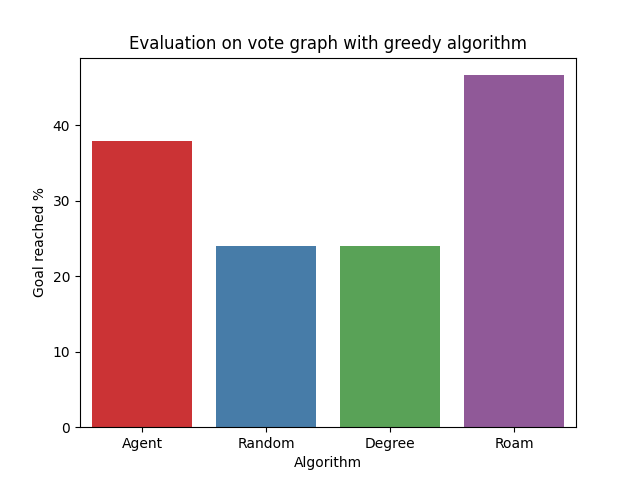 Evaluation on vote graph with greedy algorithm
Goal reached %
40
30
20
10
0
Agent Random Degree Roam
Algorithm